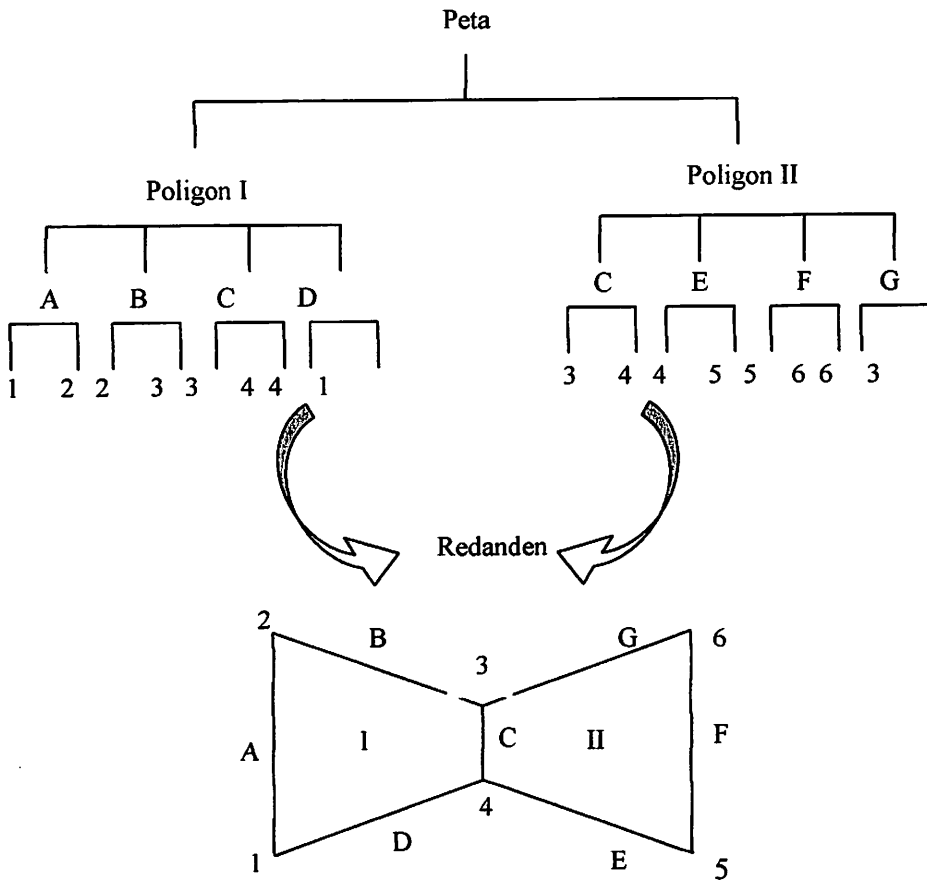 Peta
Poligon I Poligon II
A B C D C E F G
1 2 2 3 3 4 4 1 3 4 4 5 5 6 6 3
Redanden
2 B 3 G 6
A I C II F
1 D 4 E 5